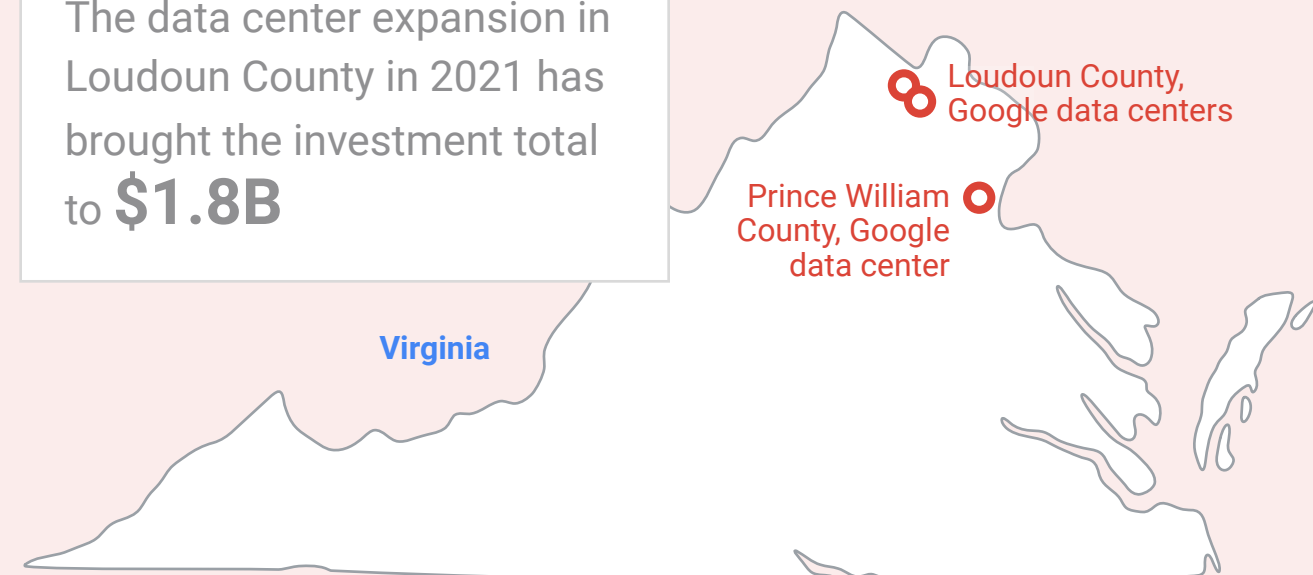 The data center expansion in
Loudoun County in 2021 has
brought the investment total
to $1.8B
Loudoun County,
Google data centers
Prince William
County, Google
data center
Virginia